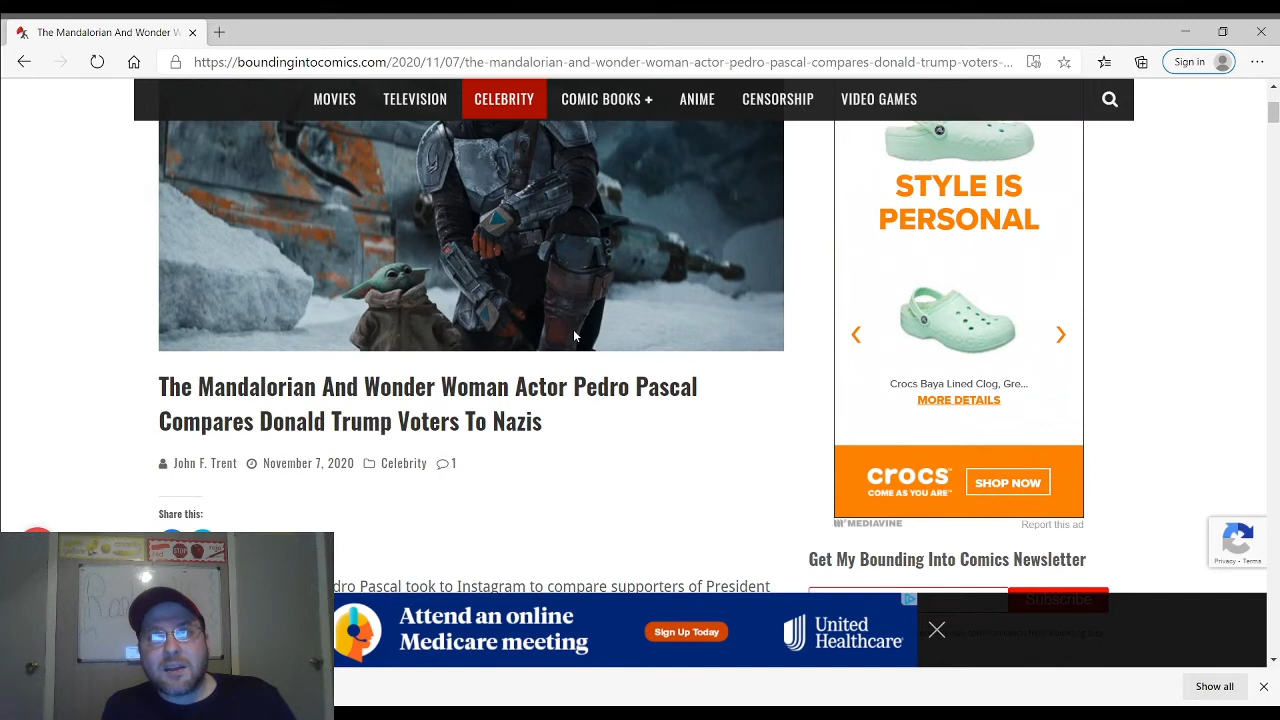 The Mandalorian And Wonder W
https://boundingintocomics.com/2020/11/07/the-mandalorian-and-wonder-woman-actor-pedro-pascal-compares-donald-trump-voters-...
Sign in
MOVIES TELEVISION CELEBRITY COMIC BOOKS + ANIME CENSORSHIP VIDEO GAMES
STYLE IS
PERSONAL
Crocs Baya Lined Clog, Gre...
MORE DETAILS
crocs™
COME AS YOU ARE™
SHOP NOW
MEDIAVINE
Report this ad
The Mandalorian And Wonder Woman Actor Pedro Pascal
Compares Donald Trump Voters To Nazis
John F. Trent November 7, 2020 Celebrity 1
Share this:
Get My Bounding Into Comics Newsletter
Privacy - Terms
dro Pascal took to Instagram to compare supporters of President
Subscribe
Attend an online
Medicare meeting
Sign Up Today
United
Healthcare
STOP
Show all